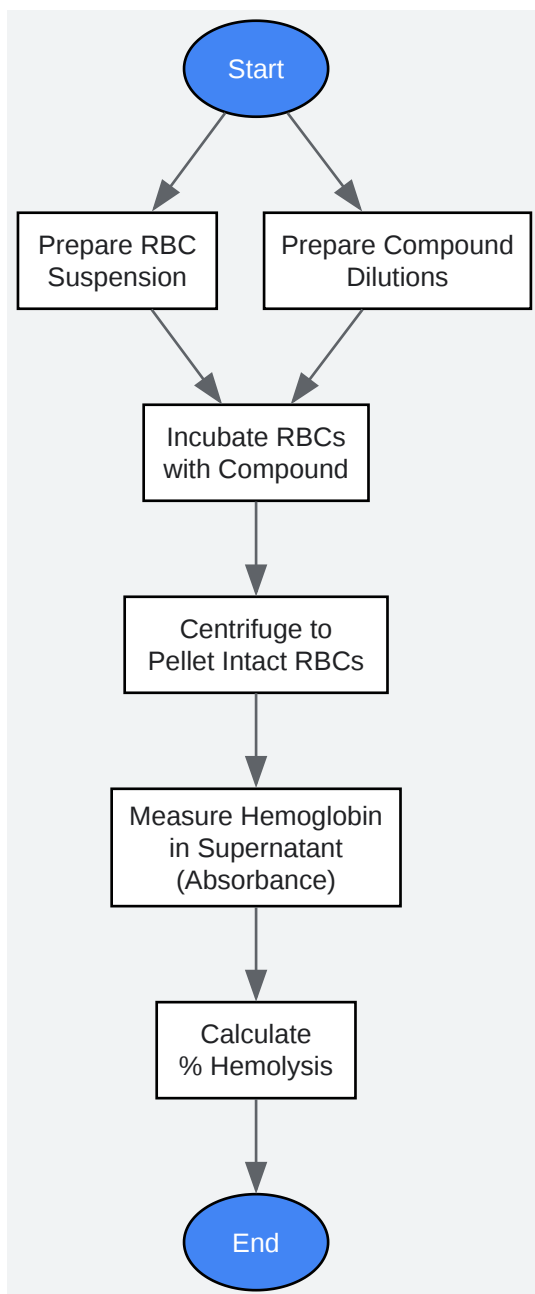 Start
Prepare RBC
Suspension
Prepare Compound
Dilutions
Incubate RBCs
with Compound
Centrifuge to
Pellet Intact RBCs
Measure Hemoglobin
in Supernatant
(Absorbance)
Calculate
% Hemolysis
End